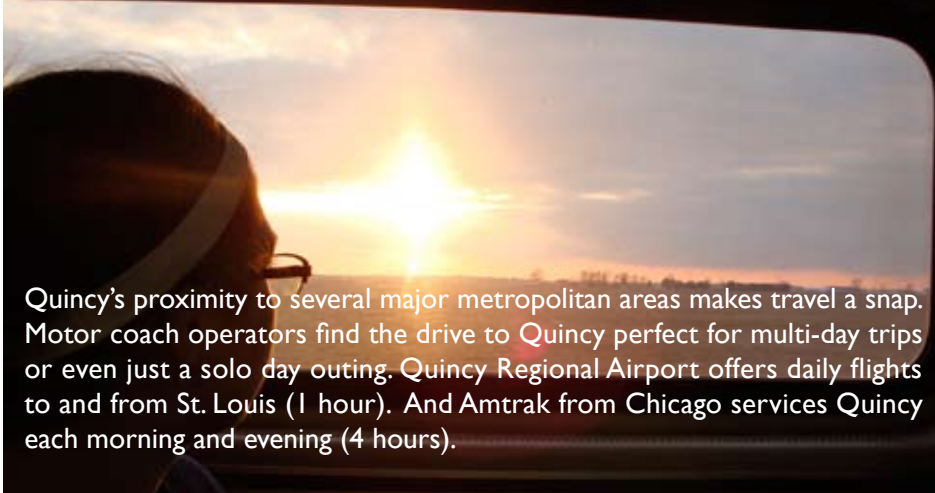 Quincy’s proximity to several major metropolitan areas makes travel a snap.
Motor coach operators find the drive to Quincy perfect for multi-day trips
or even just a solo day outing. Quincy Regional Airport offers daily flights
to and from St. Louis (1 hour). And Amtrak from Chicago services Quincy
each morning and evening (4 hours).